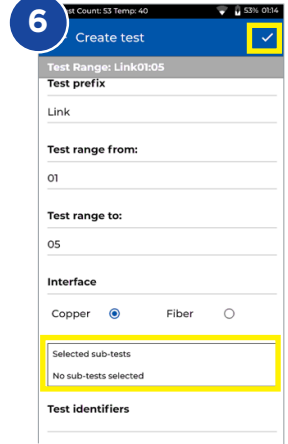 6
st Count: 53 Temp: 40 53% 01:14
Create test
Test Range: Link01:05
Test prefix
Link
Test range from:
01
Test range to:
05
Interface
Copper Fiber
Selected sub-tests
No sub-tests selected
Test identifiers